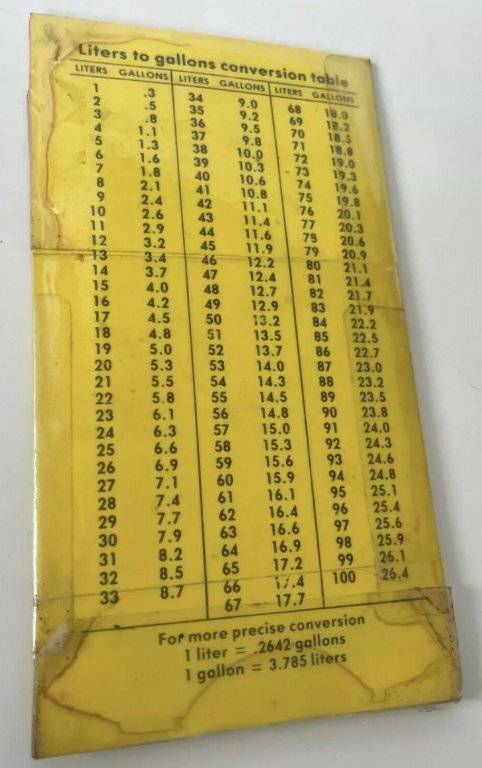 Liters to gallons conversion table
LITERS GALLONS LITERS GALLONS LITERS GALLONS
1 .3 34 9.0 68 18.0
2 .5 35 9.2 69 18.2
3 .8 36 9.5 70 18.5
4 1.1 37 9.8 71 18.8
5 1.3 38 10.0 72 19.0
6 1.6 39 10.3 73 19.3
7 1.8 40 10.6 74 19.6
8 2.1 41 10.8 75 19.8
9 2.4 42 11.1 76 20.1
10 2.6 43 11.4 77 20.3
11 2.9 44 11.6 78 20.6
12 3.2 45 11.9 79 20.9
13 3.4 46 12.2 80 21.1
14 3.7 47 12.4 81 21.4
15 4.0 48 12.7 82 21.7
16 4.2 49 12.9 83 21.9
17 4.5 50 13.2 84 22.2
18 4.8 51 13.5 85 22.5
19 5.0 52 13.7 86 22.7
20 5.3 53 14.0 87 23.0
21 5.5 54 14.3 88 23.2
22 5.8 55 14.5 89 23.5
23 6.1 56 14.8 90 23.8
24 6.3 57 15.0 91 24.0
25 6.6 58 15.3 92 24.3
26 6.9 59 15.6 93 24.6
27 7.1 60 15.9 94 24.8
28 7.4 61 16.1 95 25.1
29 7.7 62 16.4 96 25.4
30 7.9 63 16.6 97 25.6
31 8.2 64 16.9 98 25.9
32 8.5 65 17.2 99 26.1
33 8.7 66 17.4 100 26.4
67 17.7
For more precise conversion
1 liter = .2642 gallons
1 gallon = 3.785 liters